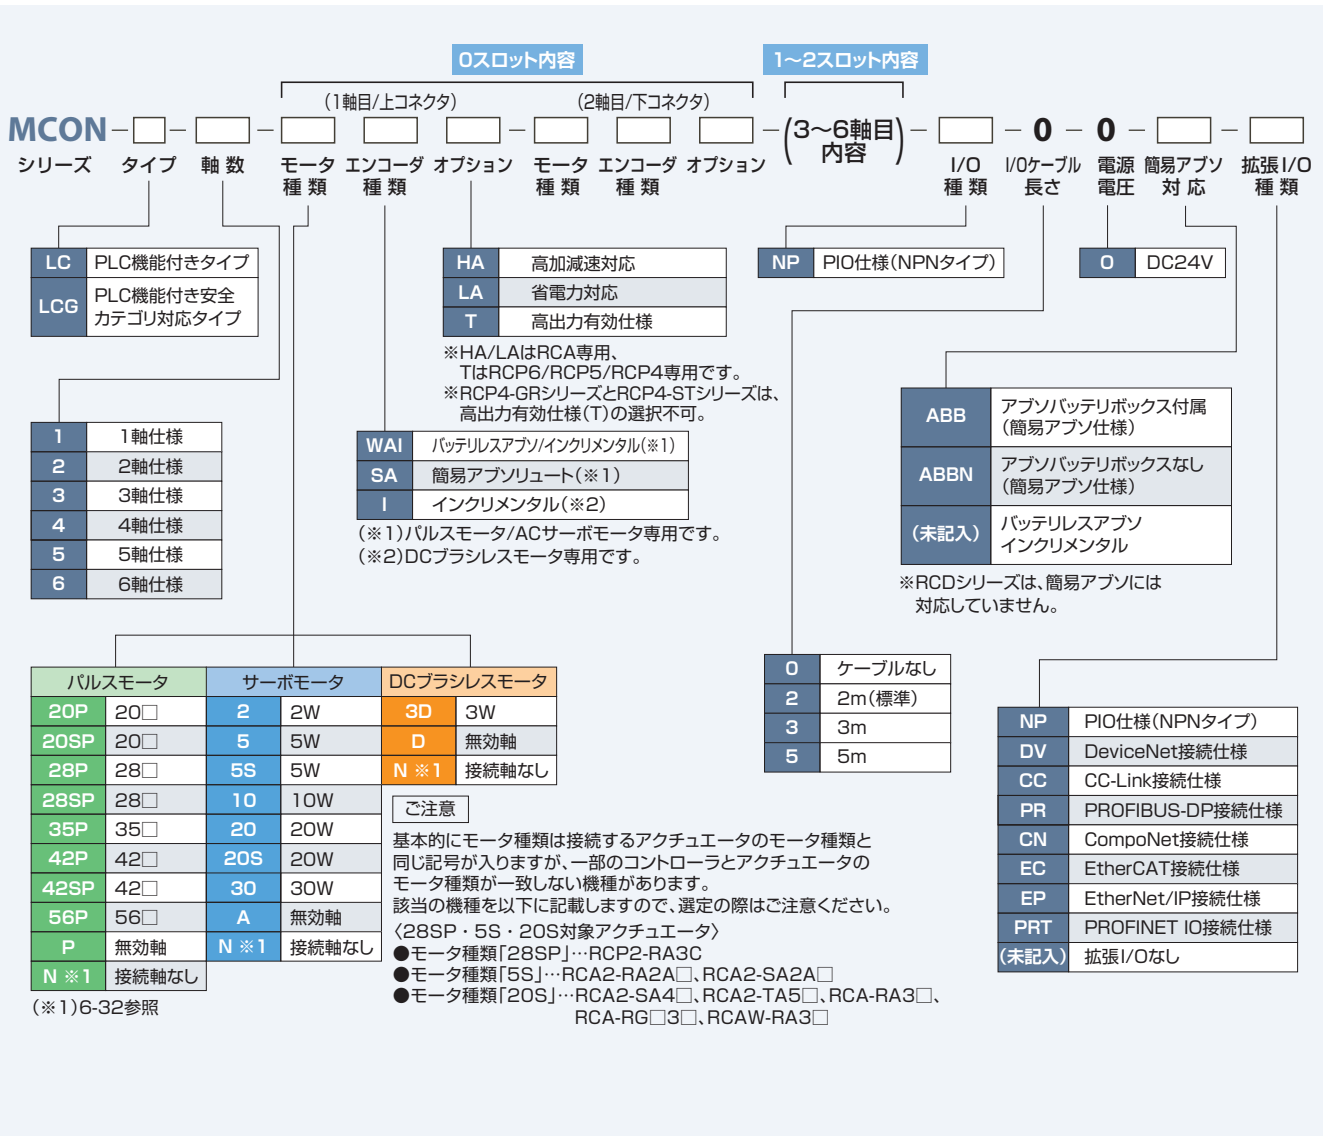 0スロット内容
1～2スロット内容
(1軸目/上コネクタ)
(2軸目/下コネクタ)
MCON－□－□－□□□－□□□－(3～6軸目内容)－□－0－0－□－□
シリーズ
タイプ
軸 数
モータ種 類
エンコーダ種 類
オプション
モータ種 類
エンコーダ種 類
オプション
I/O種 類
I/Oケーブル長さ
電源電圧
簡易アブソ対 応
拡張I/O種 類
LC PLC機能付きタイプ
LCG PLC機能付き安全
カテゴリ対応タイプ
HA 高加減速対応
LA 省電力対応
T 高出力有効仕様
※HA/LAはRCA専用、
TはRCP6/RCP5/RCP4専用です。
※RCP4-GRシリーズとRCP4-STシリーズは、
高出力有効仕様(T)の選択不可。
NP PIO仕様(NPNタイプ)
0 DC24V
1 1軸仕様
2 2軸仕様
3 3軸仕様
4 4軸仕様
5 5軸仕様
6 6軸仕様
WAI バッテリレスアブソ/インクリメンタル(※1)
SA 簡易アブソリュート(※1)
I インクリメンタル(※2)
(※1)パルスモータ/ACサーボモータ専用です。
(※2)DCブラシレスモータ専用です。
ABB アブソバッテリボックス付属
(簡易アブソ仕様)
ABBN アブソバッテリボックスなし
(簡易アブソ仕様)
(未記入) バッテリレスアブソ
インクリメンタル
※RCDシリーズは、簡易アブソには
対応していません。
パルスモータ
20P 20□
20SP 20□
28P 28□
28SP 28□
35P 35□
42P 42□
42SP 42□
56P 56□
P 無効軸
N ※1 接続軸なし
(※1)6-32参照
サーボモータ
2 2W
5 5W
5S 5W
10 10W
20 20W
20S 20W
30 30W
A 無効軸
N ※1 接続軸なし
DCブラシレスモータ
3D 3W
D 無効軸
N ※1 接続軸なし
ご注意
基本的にモータ種類は接続するアクチュエータのモータ種類と
同じ記号が入りますが、一部のコントローラとアクチュエータの
モータ種類が一致しない機種があります。
該当の機種を以下に記載しますので、選定の際はご注意ください。
〈28SP・5S・20S対象アクチュエータ〉
●モータ種類「28SP」…RCP2-RA3C
●モータ種類「5S」…RCA2-RA2A□、RCA2-SA2A□
●モータ種類「20S」…RCA2-SA4□、RCA2-TA5□、RCA-RA3□、
RCA-RG□3□、RCAW-RA3□
0 ケーブルなし
2 2m(標準)
3 3m
5 5m
NP PIO仕様(NPNタイプ)
DV DeviceNet接続仕様
CC CC-Link接続仕様
PR PROFIBUS-DP接続仕様
CN CompoNet接続仕様
EC EtherCAT接続仕様
EP EtherNet/IP接続仕様
PRT PROFINET IO接続仕様
(未記入) 拡張I/Oなし